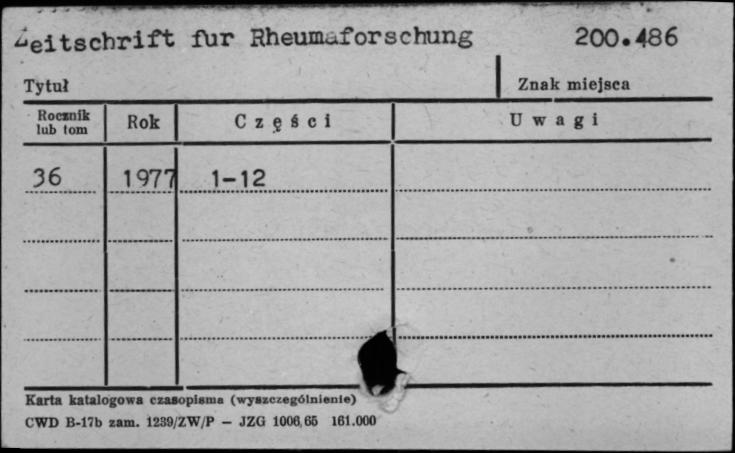 Zeitschrift fur Rheumaforschung 200.486
Tytuł Znak miejsca
Rocznik lub tom Rok Części Uwagi
36 1977 1-12
Karta katalogowa czasopisma (wyszczególnienie)
CWD B-17b zam. 1239/ZW/P — JZG 1006,65 161.000